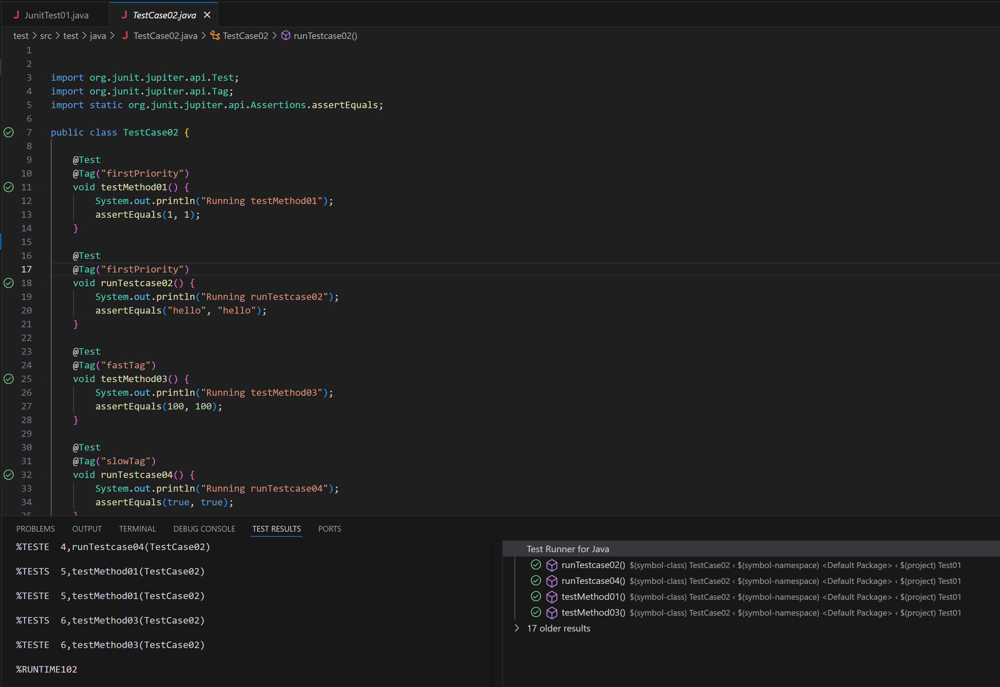 JunitTest01.java TestCase02.java
test > src > test > java > TestCase02.java > TestCase02 > runTestcase02()
1
2
3 import org.junit.jupiter.api.Test;
4 import org.junit.jupiter.api.Tag;
5 import static org.junit.jupiter.api.Assertions.assertEquals;
6
7 public class TestCase02 {
8
9 @Test
10 @Tag("firstPriority")
11 void testMethod01() {
12 System.out.println("Running testMethod01");
13 assertEquals(1, 1);
14 }
15
16 @Test
17 @Tag("firstPriority")
18 void runTestcase02() {
19 System.out.println("Running runTestcase02");
20 assertEquals("hello", "hello");
21 }
22
23 @Test
24 @Tag("fastTag")
25 void testMethod03() {
26 System.out.println("Running testMethod03");
27 assertEquals(100, 100);
28 }
29
30 @Test
31 @Tag("slowTag")
32 void runTestcase04() {
33 System.out.println("Running runTestcase04");
34 assertEquals(true, true);
35 }
PROBLEMS OUTPUT TERMINAL DEBUG CONSOLE TEST RESULTS PORTS
%TESTE 4,runTestcase04(TestCase02)
%TESTS 5,testMethod01(TestCase02)
%TESTE 5,testMethod01(TestCase02)
%TESTS 6,testMethod03(TestCase02)
%TESTE 6,testMethod03(TestCase02)
%RUNTIME102
Test Runner for Java
runTestcase02() $(symbol-class) TestCase02 ‹ $(symbol-namespace) <Default Package> ‹ $(project) Test01
runTestcase04() $(symbol-class) TestCase02 ‹ $(symbol-namespace) <Default Package> ‹ $(project) Test01
testMethod01() $(symbol-class) TestCase02 ‹ $(symbol-namespace) <Default Package> ‹ $(project) Test01
testMethod03() $(symbol-class) TestCase02 ‹ $(symbol-namespace) <Default Package> ‹ $(project) Test01
17 older results